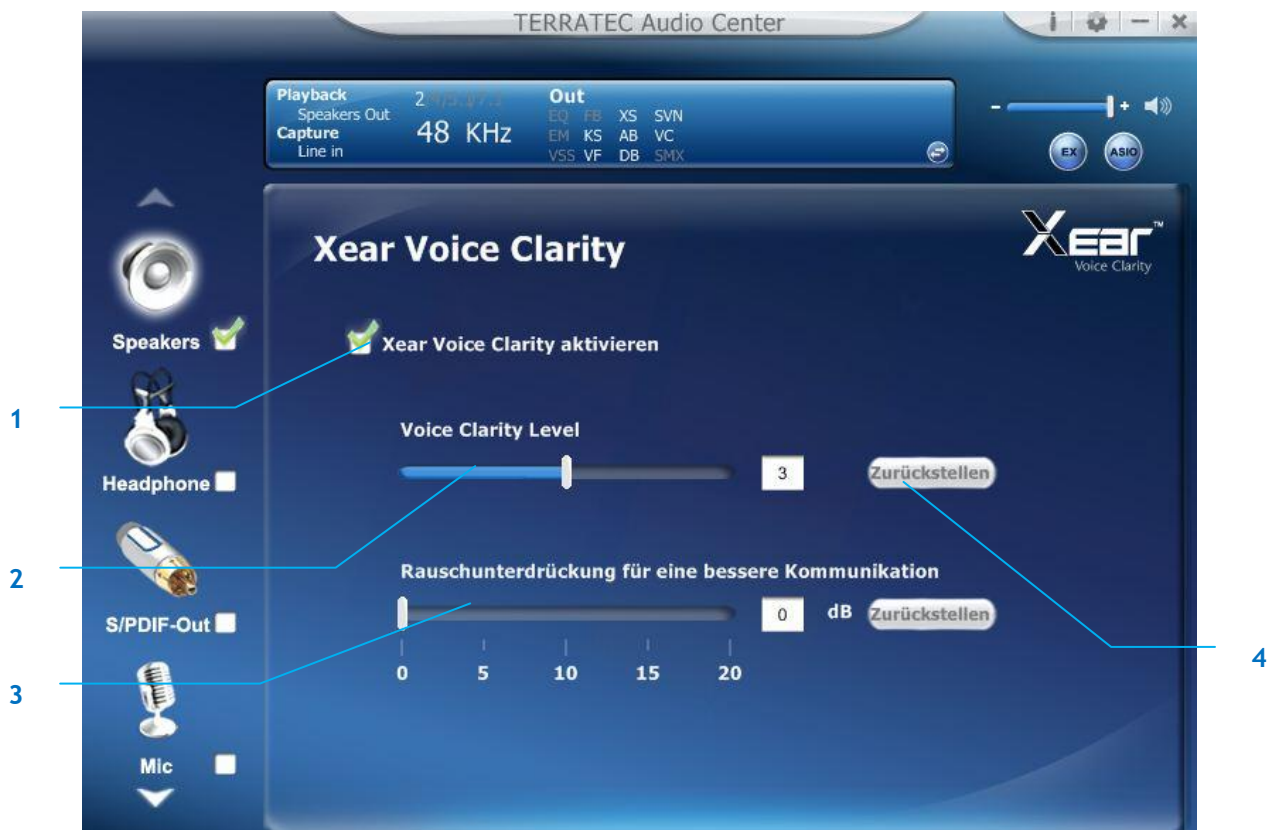 TERRATEC Audio Center
i
Playback
Speakers Out
Capture
Line in
2
48 KHz
Out
EQ FB XS SVN
EM KS AB VC
VSS VF DB SMX
- +
EX ASIO
Xear Voice Clarity
Xear™
Voice Clarity
Speakers
Xear Voice Clarity aktivieren
1
Voice Clarity Level
3 Zurückstellen
Headphone
2
Rauschunterdrückung für eine bessere Kommunikation
0 dB Zurückstellen
S/PDIF-Out
4
0 5 10 15 20
3
Mic